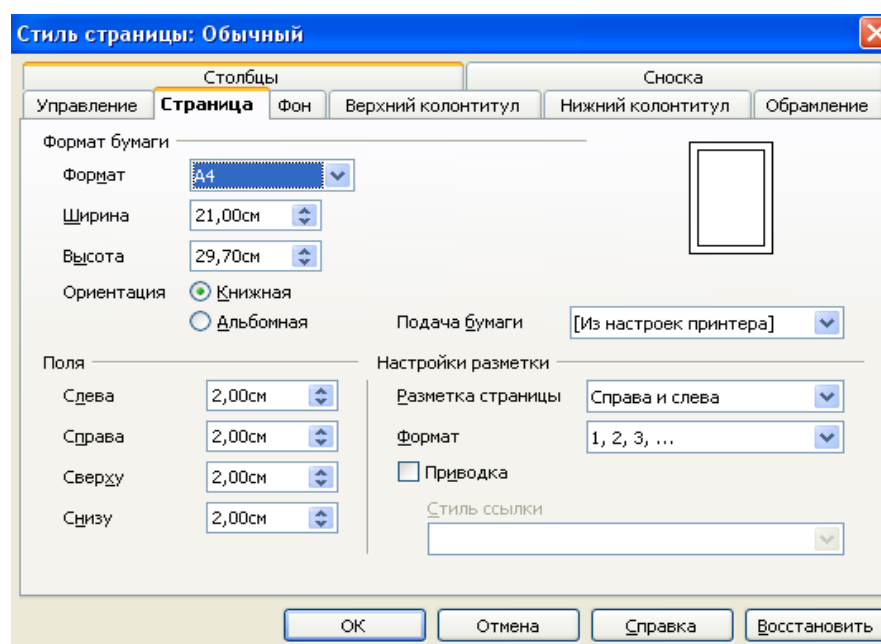 Стиль страницы: Обычный
Столбцы Сноска
Управление Страница Фон Верхний колонтитул Нижний колонтитул Обрамление
Формат бумаги
Формат A4
Ширина 21,00см
Высота 29,70см
Ориентация Книжная
Альбомная Подача бумаги [Из настроек принтера]
Поля Настройки разметки
Слева 2,00см Разметка страницы Справа и слева
Справа 2,00см Формат 1, 2, 3, ...
Сверху 2,00см Приводка
Снизу 2,00см Стиль ссылки
ОК Отмена Справка Восстановить